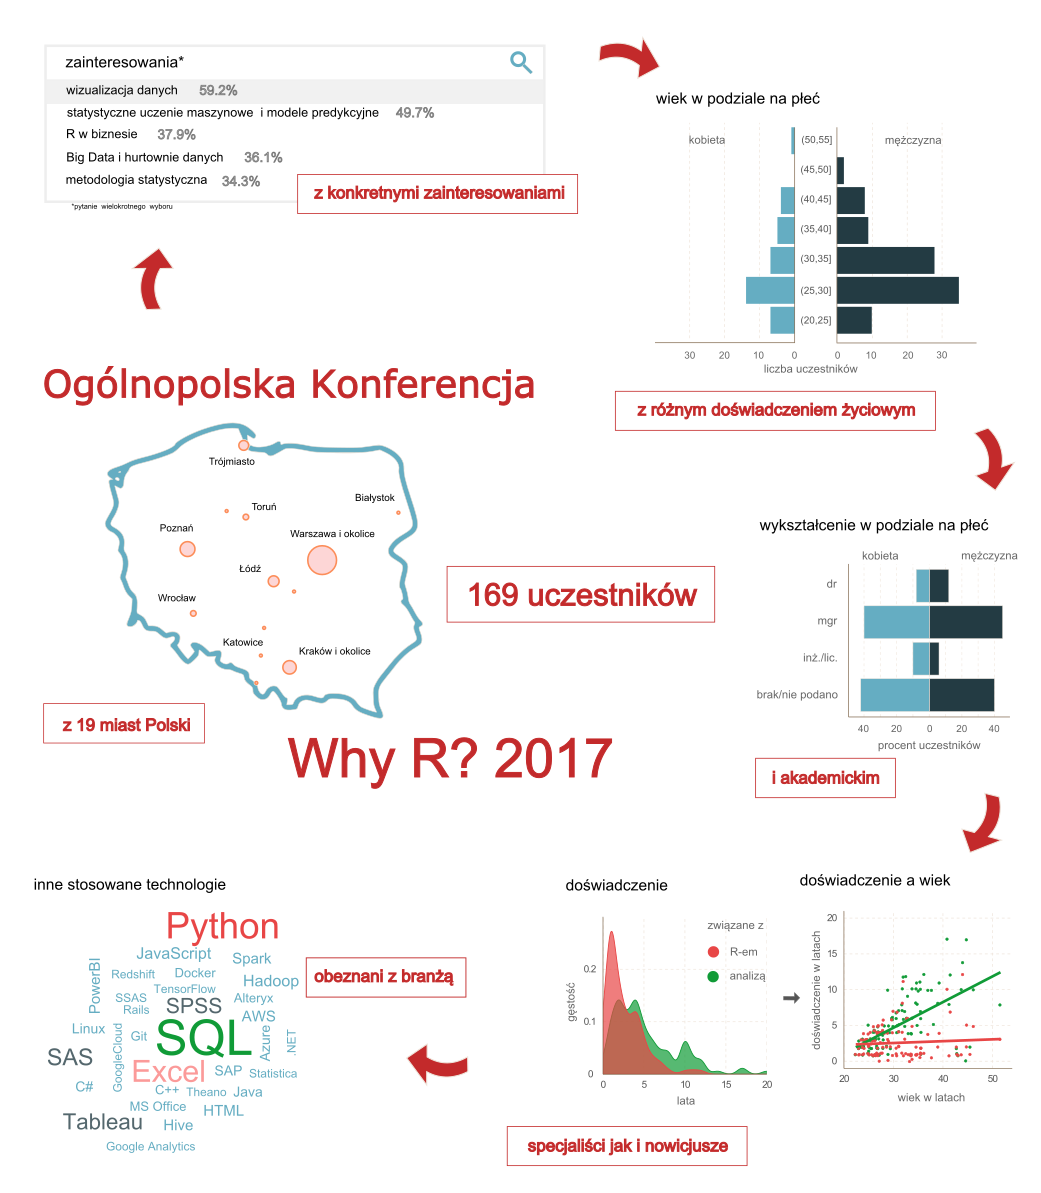 zainteresowania*
wizualizacja danych 59.2%
statystyczne uczenie maszynowe i modele predykcyjne 49.7%
R w biznesie 37.9%
Big Data i hurtownie danych 36.1%
metodologia statystyczna 34.3%
z konkretnymi zainteresowaniami
*pytanie wielokrotnego wyboru
wiek w podziale na płeć
kobieta (50,55] mężczyzna
(45,50]
(40,45]
(35,40]
(30,35]
(25,30]
(20,25]
30 20 10 0 0 10 20 30
liczba uczestników
z różnym doświadczeniem życiowym
Ogólnopolska Konferencja
Trójmiasto
Białystok
Toruń
Poznań
Warszawa i okolice
Łódź
Wrocław
Katowice
Kraków i okolice
z 19 miast Polski
169 uczestników
Why R? 2017
wykształcenie w podziale na płeć
kobieta mężczyzna
dr
mgr
inż./lic.
brak/nie podano
40 20 0 20 40
procent uczestników
i akademickim
doświadczenie a wiek
doświadczenie w latach
20
15
10
5
0
20 30 40 50
wiek w latach
doświadczenie
związane z
R-em
analizą
gęstość
0.2
0.1
0
0 5 10 15 20
lata
specjaliści jak i nowicjusze
inne stosowane technologie
Python
JavaScript
Spark
PowerBI
Redshift
Docker
Hadoop
TensorFlow
SSAS
Alteryx
Rails
SPSS
AWS
Linux
Git
SQL
Azure
.NET
GoogleCloud
SAS
Excel
SAP
Statistica
C#
C++
Theano
Java
MS Office
HTML
Tableau
Hive
Google Analytics
obeznani z branżą